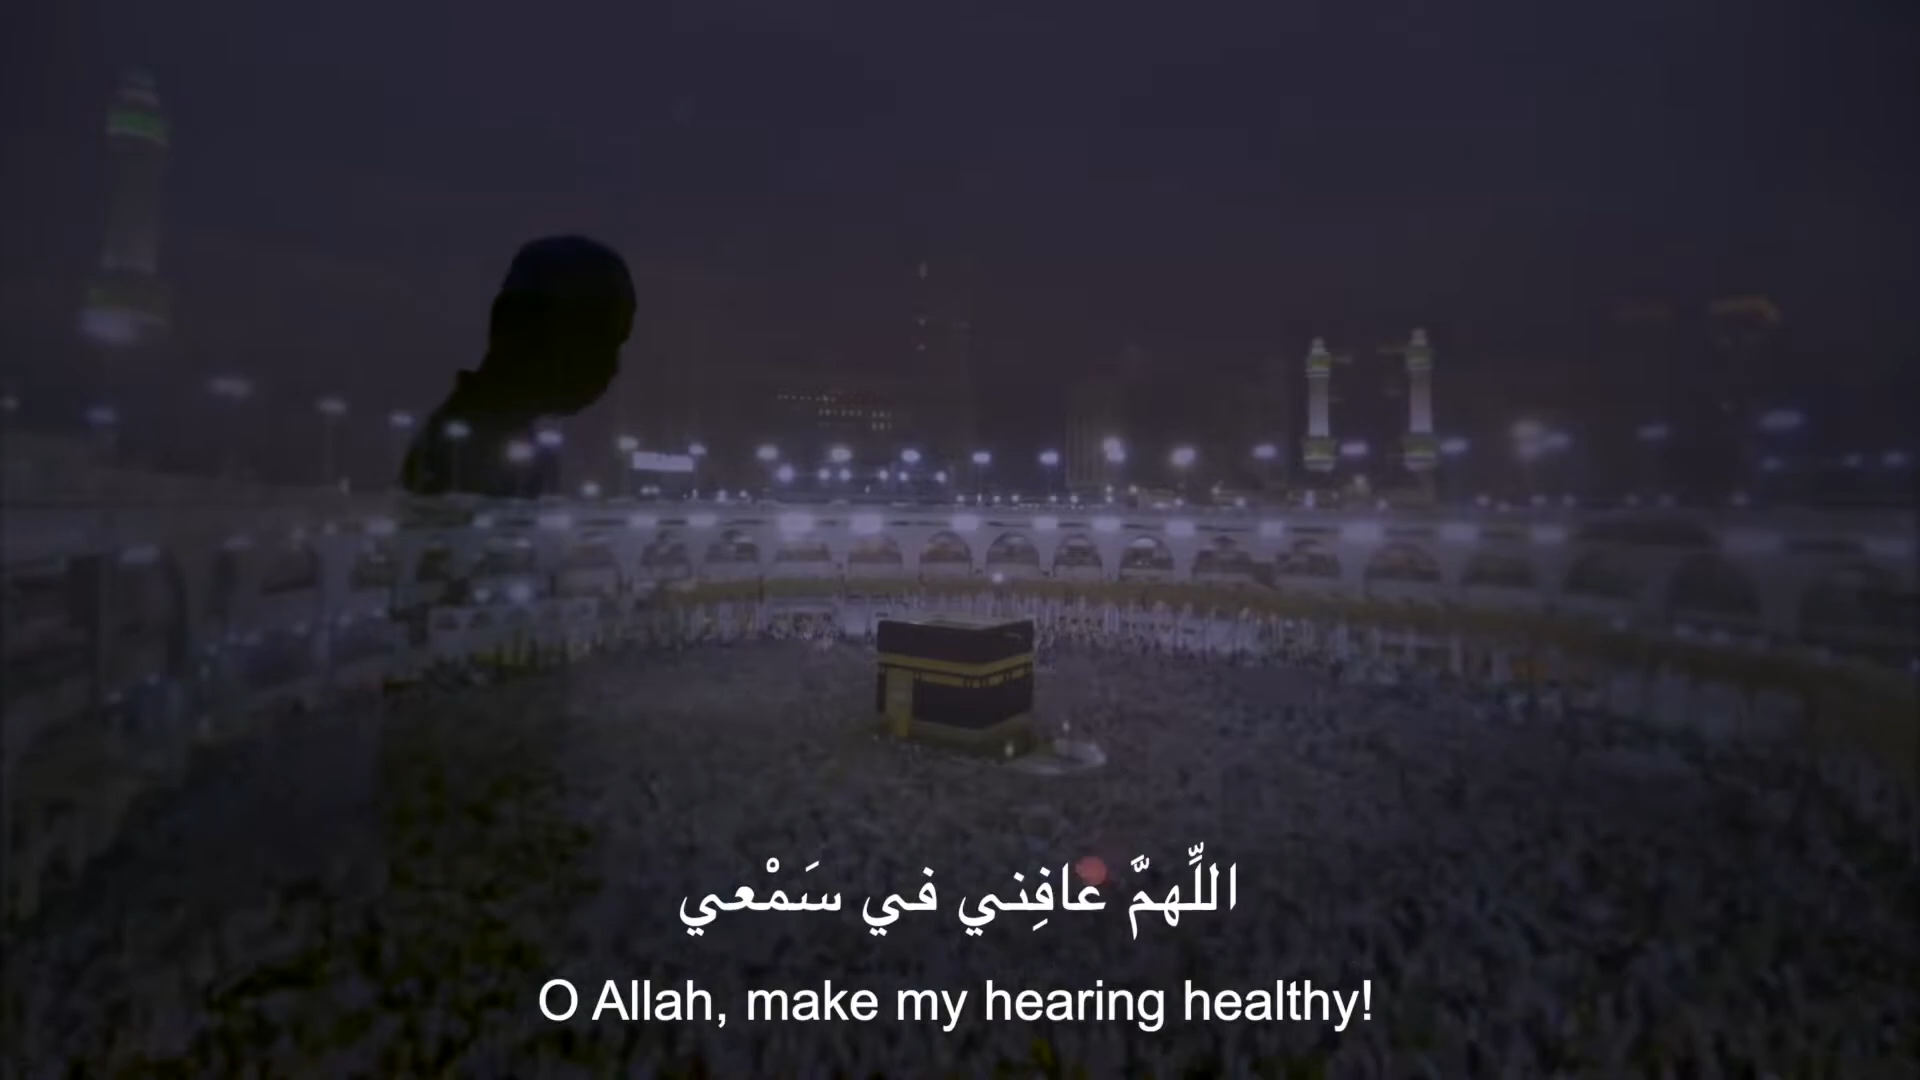 اللِّهمَّ عافِني في سَمْعي
O Allah, make my hearing healthy!